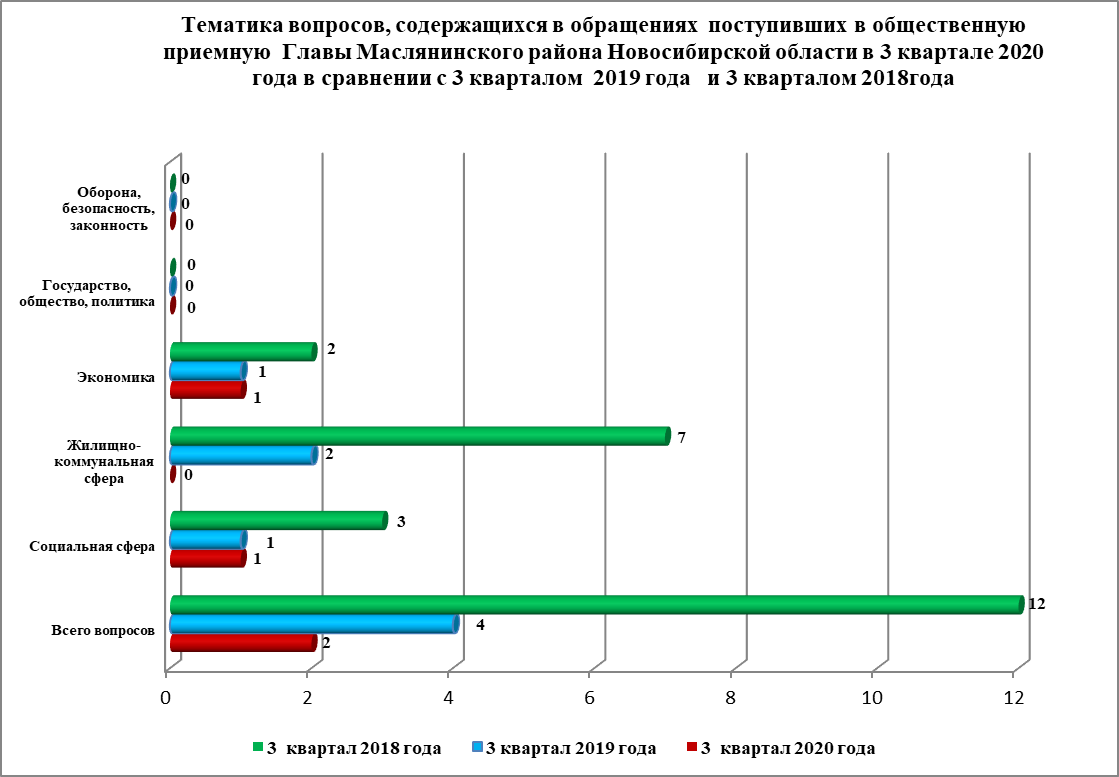 Тематика вопросов, содержащихся в обращениях поступивших в общественную
приемную Главы Маслянинского района Новосибирской области в 3 квартале 2020
года в сравнении с 3 кварталом 2019 года и 3 кварталом 2018года
Оборона,
безопасность,
законность
0
0
0
Государство,
общество, политика
0
0
0
Экономика
2
1
1
Жилищно-
коммунальная
сфера
7
2
0
Социальная сфера
3
1
1
Всего вопросов
12
4
2
0 2 4 6 8 10 12
3 квартал 2018 года 3 квартал 2019 года 3 квартал 2020 года